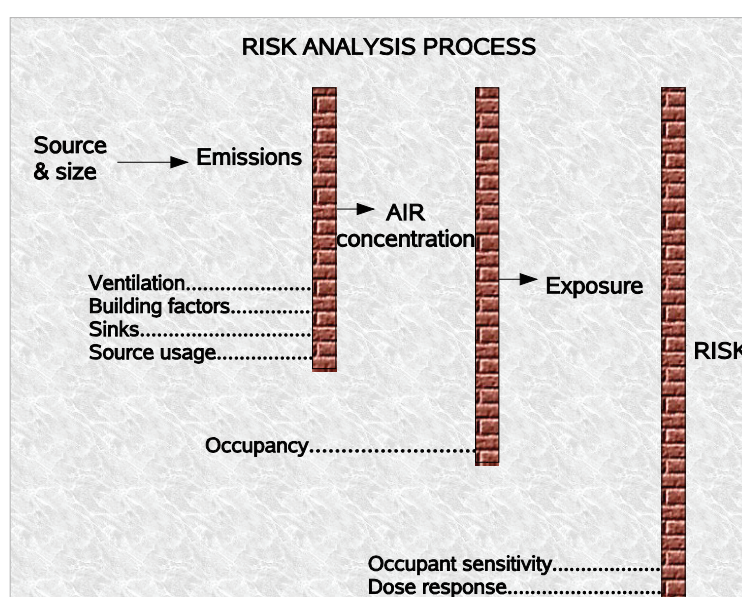 RISK ANALYSIS PROCESS
Source
& size
Emissions
AIR
concentration
Ventilation
Building factors
Sinks
Source usage
Exposure
RISK
Occupancy
Occupant sensitivity
Dose response